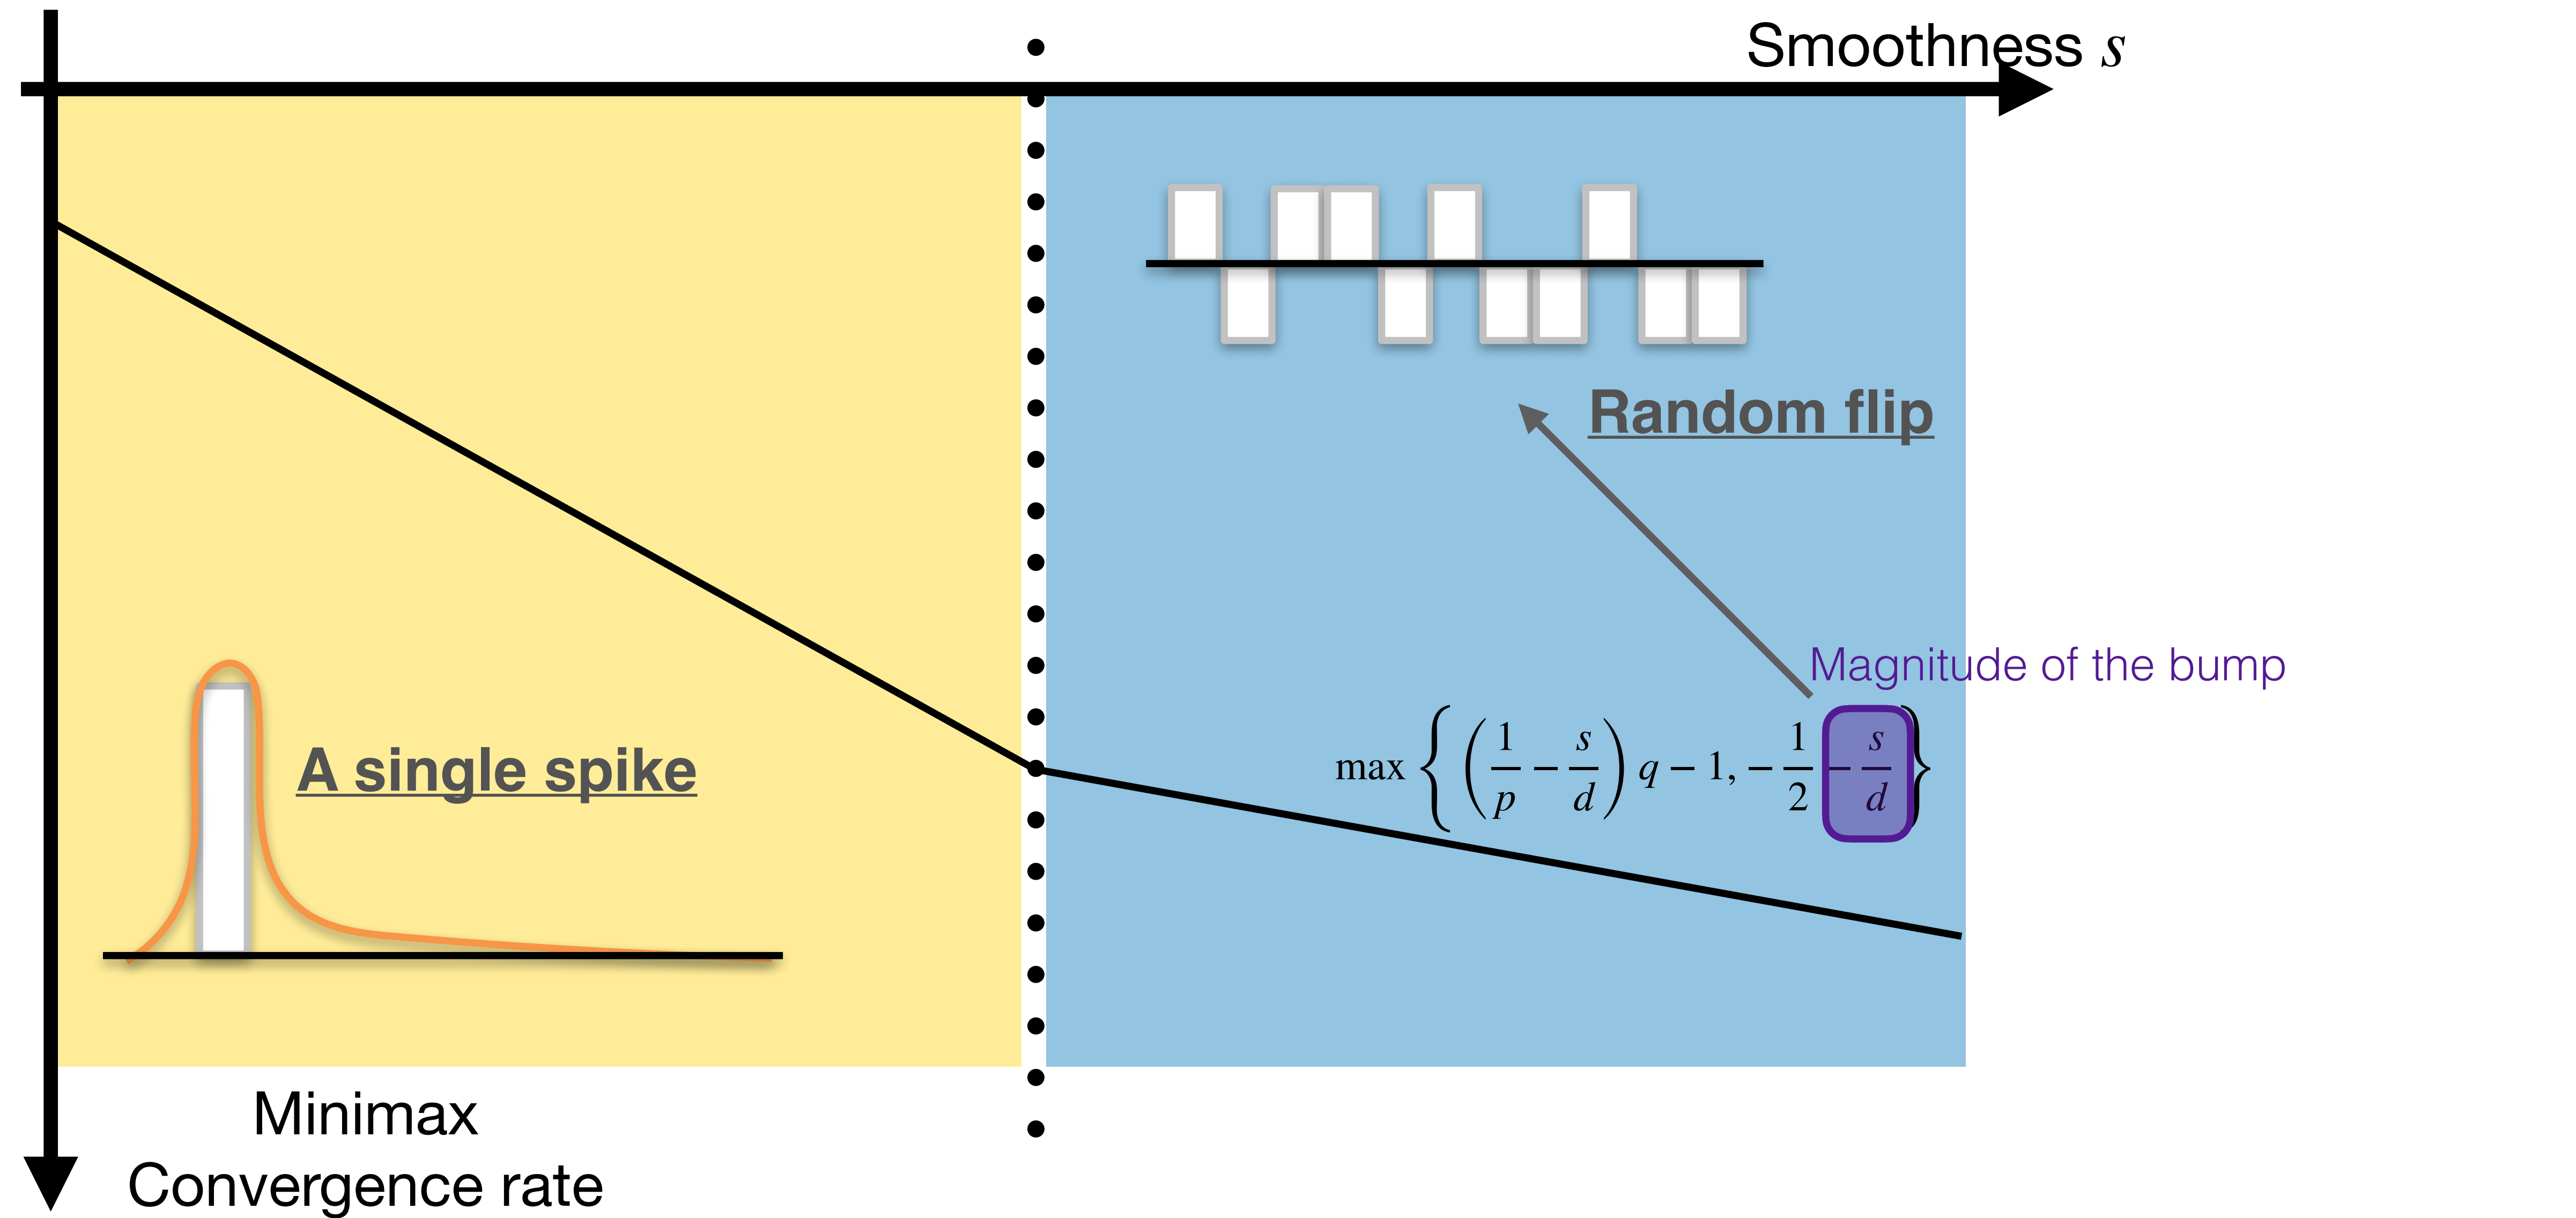 Smoothness s
Random flip
Magnitude of the bump
max { ( 1/p − s/d ) q − 1, − 1/2 − s/d }
A single spike
Minimax
Convergence rate